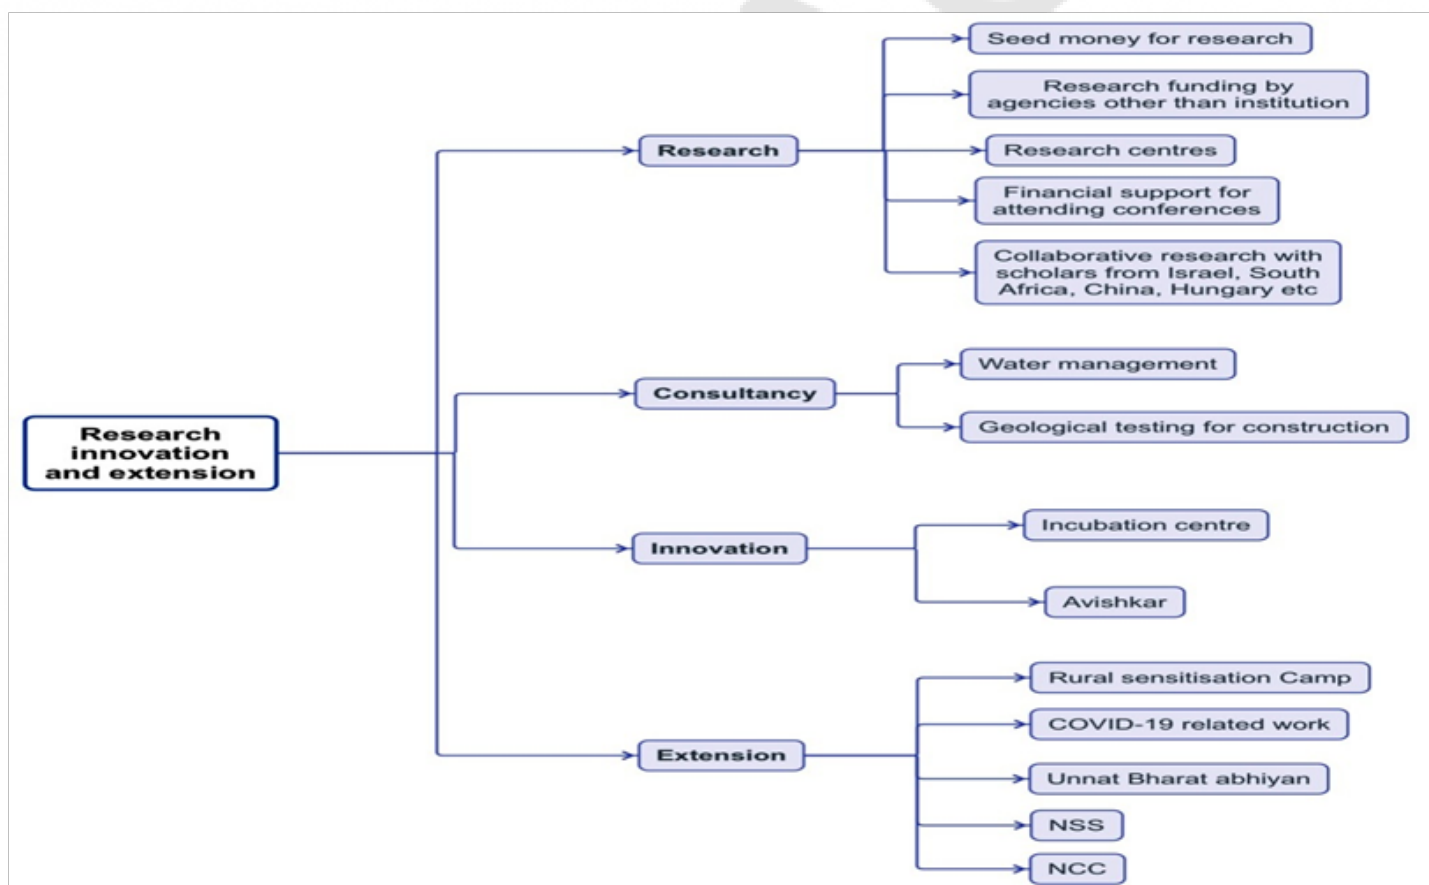 Research
innovation
and extension
Research
Seed money for research
Research funding by
agencies other than institution
Research centres
Financial support for
attending conferences
Collaborative research with
scholars from Israel, South
Africa, China, Hungary etc
Consultancy
Water management
Geological testing for construction
Innovation
Incubation centre
Avishkar
Extension
Rural sensitisation Camp
COVID-19 related work
Unnat Bharat abhiyan
NSS
NCC